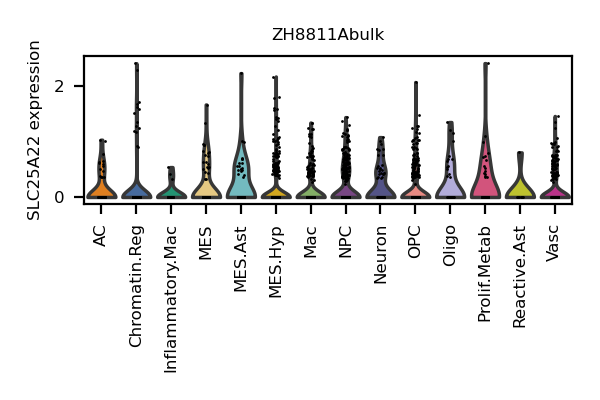 ZH8811Abulk
SLC25A22 expression
2
0
AC
Chromatin.Reg
Inflammatory.Mac
MES
MES.Ast
MES.Hyp
Mac
NPC
Neuron
OPC
Oligo
Prolif.Metab
Reactive.Ast
Vasc